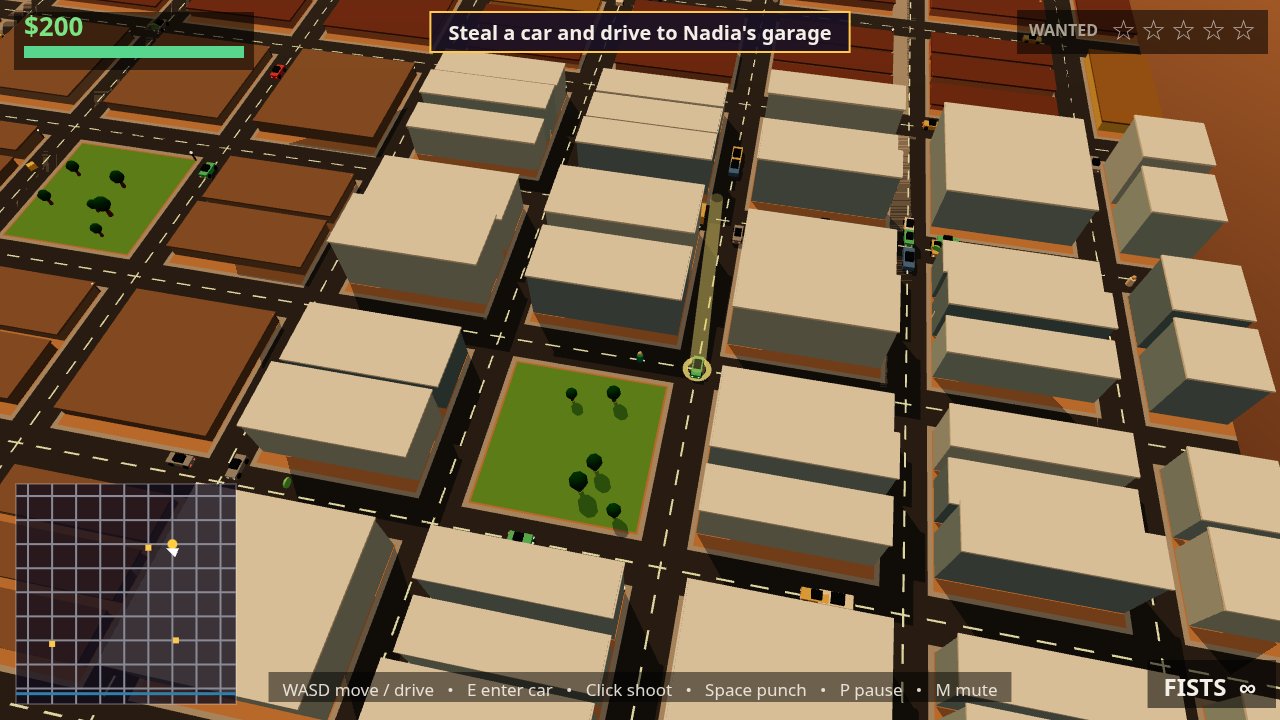 $200
Steal a car and drive to Nadia's garage
WANTED ☆ ☆ ☆ ☆ ☆
WASD move / drive • E enter car • Click shoot • Space punch • P pause • M mute
FISTS ∞